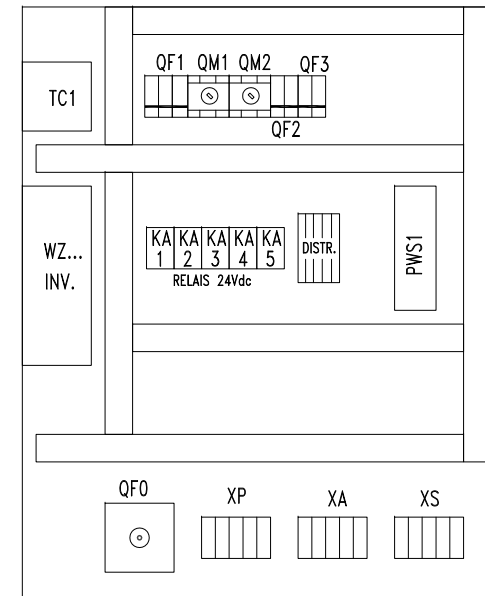 QF1 QM1 QM2 QF3
TC1
QF2
KA KA KA KA KA
1 2 3 4 5
DISTR.
RELAIS 24Vdc
PWS1
WZ...
INV.
QF0 XP XA XS